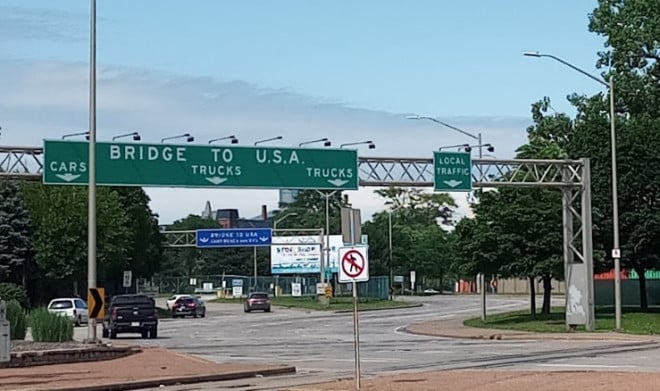 BRIDGE TO U.S.A.
CARS TRUCKS TRUCKS
LOCAL
TRAFFIC
BRIDGE TO USA